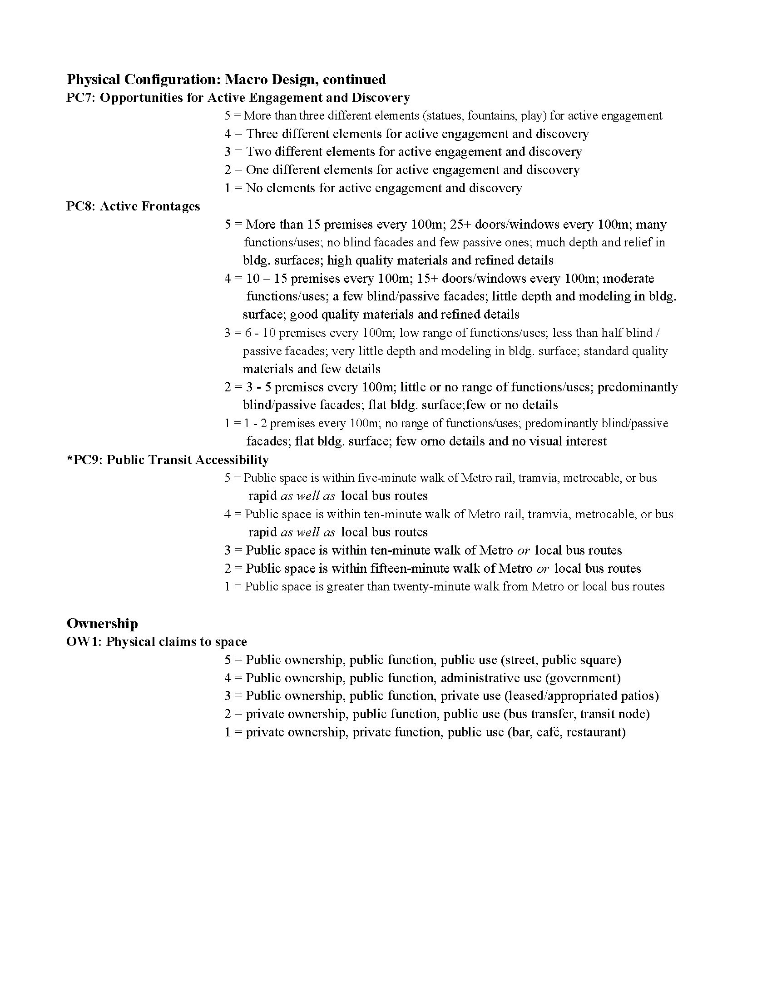 Physical Configuration: Macro Design, continued
PC7: Opportunities for Active Engagement and Discovery
5 = More than three different elements (statues, fountains, play) for active engagement
4 = Three different elements for active engagement and discovery
3 = Two different elements for active engagement and discovery
2 = One different elements for active engagement and discovery
1 = No elements for active engagement and discovery
PC8: Active Frontages
5 = More than 15 premises every 100m; 25+ doors/windows every 100m; many
functions/uses; no blind facades and few passive ones; much depth and relief in
bldg. surfaces; high quality materials and refined details
4 = 10 – 15 premises every 100m; 15+ doors/windows every 100m; moderate
functions/uses; a few blind/passive facades; little depth and modeling in bldg.
surface; good quality materials and refined details
3 = 6 - 10 premises every 100m; low range of functions/uses; less than half blind /
passive facades; very little depth and modeling in bldg. surface; standard quality
materials and few details
2 = 3 - 5 premises every 100m; little or no range of functions/uses; predominantly
blind/passive facades; flat bldg. surface;few or no details
1 = 1 - 2 premises every 100m; no range of functions/uses; predominantly blind/passive
facades; flat bldg. surface; few orno details and no visual interest
*PC9: Public Transit Accessibility
5 = Public space is within five-minute walk of Metro rail, tramvia, metrocable, or bus
rapid as well as local bus routes
4 = Public space is within ten-minute walk of Metro rail, tramvia, metrocable, or bus
rapid as well as local bus routes
3 = Public space is within ten-minute walk of Metro or local bus routes
2 = Public space is within fifteen-minute walk of Metro or local bus routes
1 = Public space is greater than twenty-minute walk from Metro or local bus routes
Ownership
OW1: Physical claims to space
5 = Public ownership, public function, public use (street, public square)
4 = Public ownership, public function, administrative use (government)
3 = Public ownership, public function, private use (leased/appropriated patios)
2 = private ownership, public function, public use (bus transfer, transit node)
1 = private ownership, private function, public use (bar, café, restaurant)